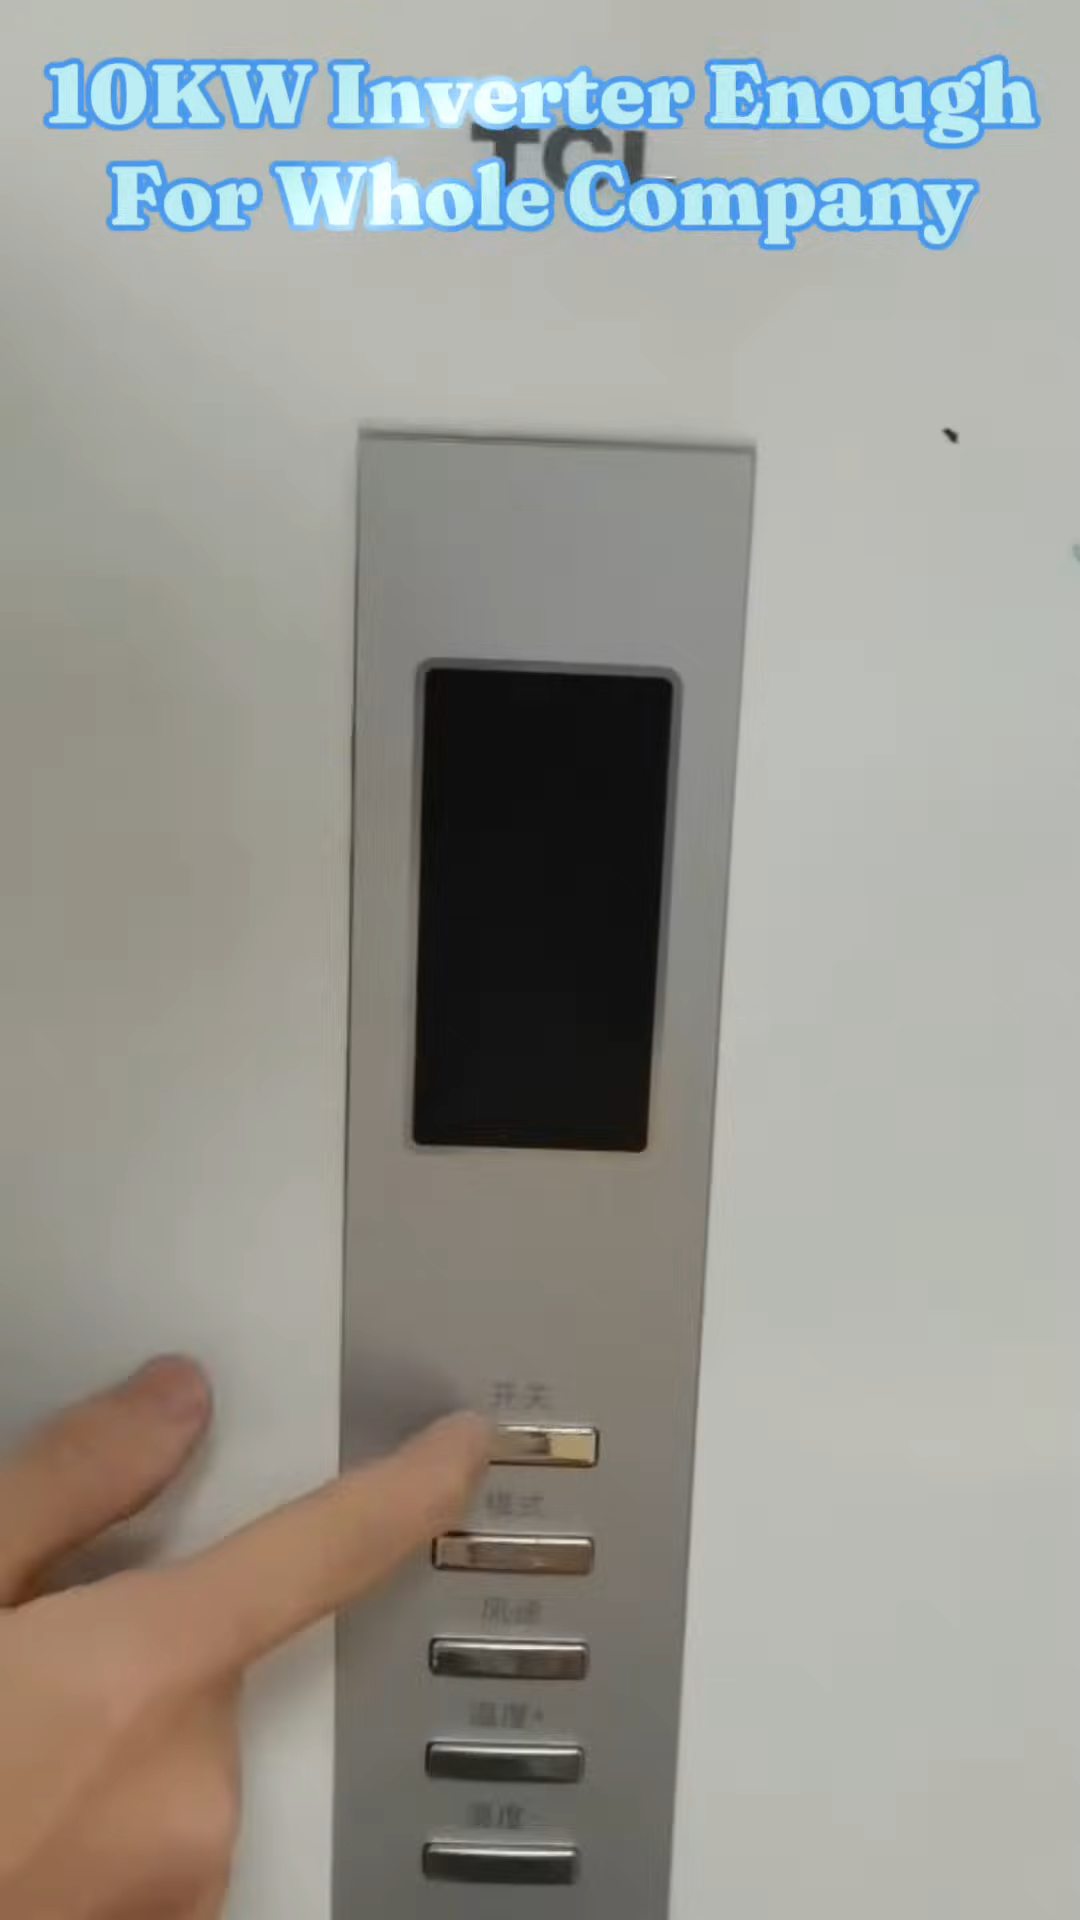 10KW Inverter Enough
TCL
For Whole Company
开关
模式
风速
温度+
温度-